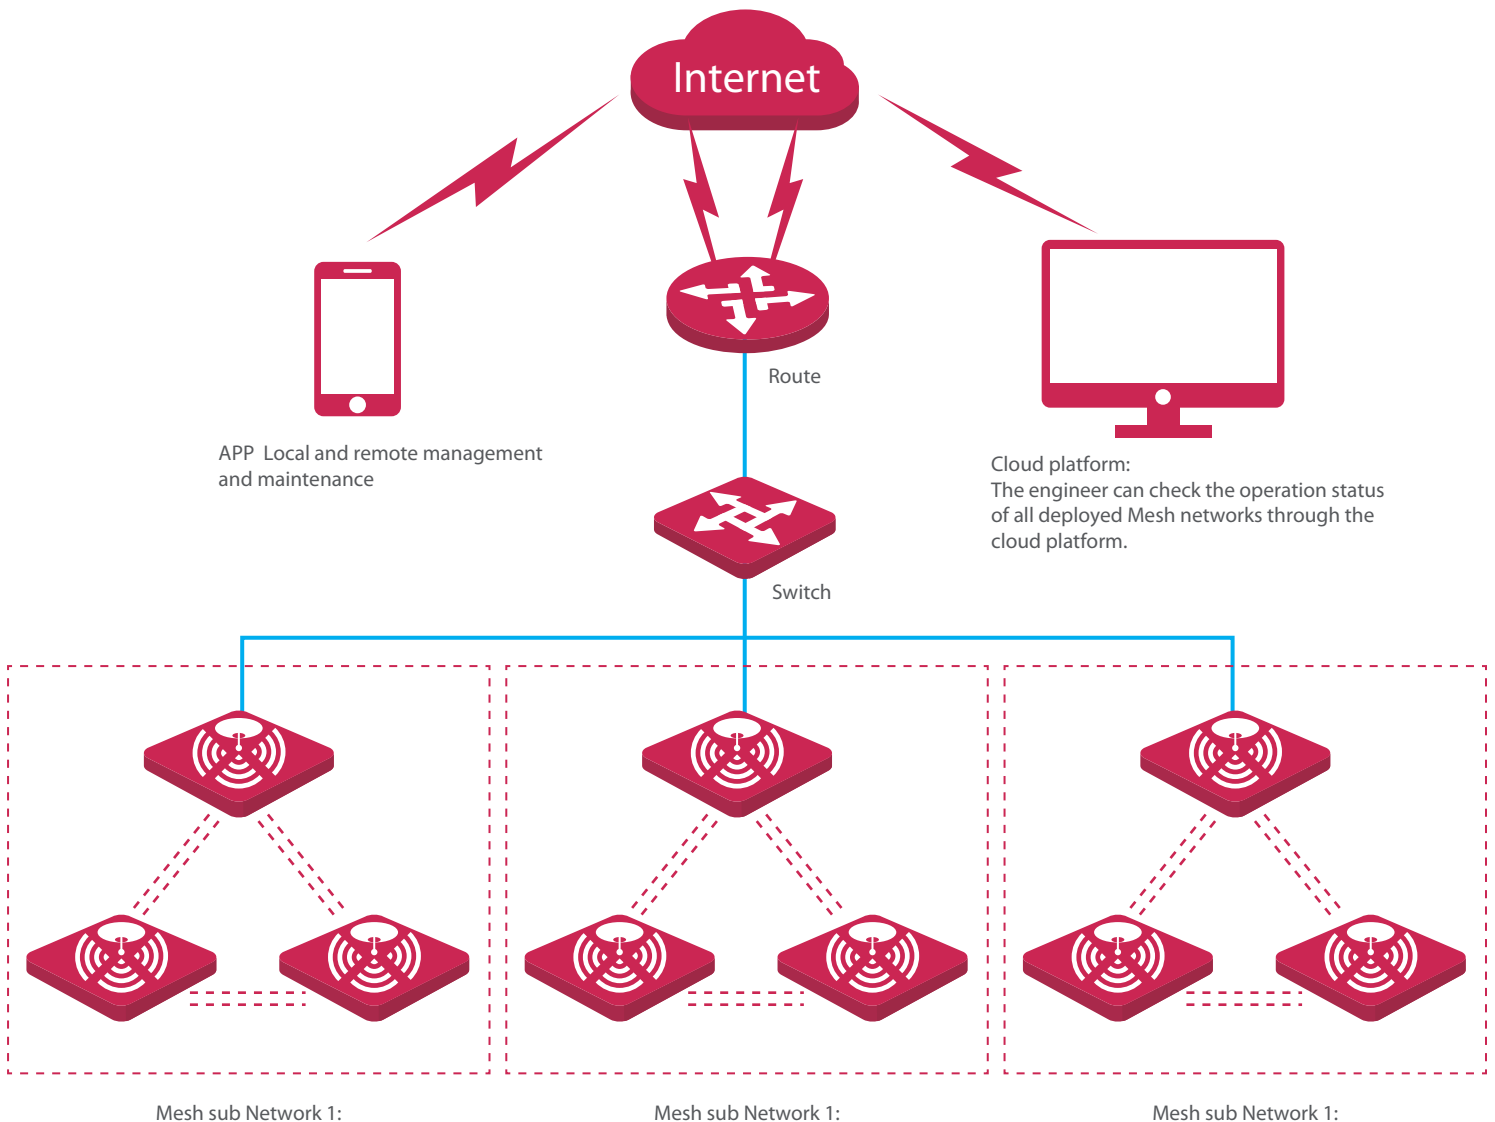 Internet
Route
APP  Local and remote management
and maintenance
Cloud platform:
The engineer can check the operation status
of all deployed Mesh networks through the
cloud platform.
Switch
Mesh sub Network 1:
Mesh sub Network 1:
Mesh sub Network 1: